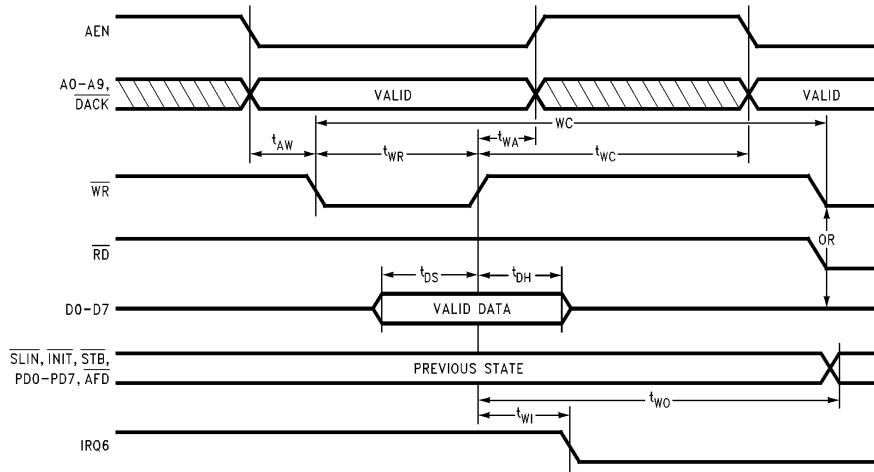 AEN
A0-A9,
DACK
VALID
VALID
WC
tAW
tWR
tWA
tWC
WR
OR
RD
tDS
tDH
D0-D7
VALID DATA
SLIN, INIT, STB,
PD0-PD7, AFD
PREVIOUS STATE
tWO
tWI
IRQ6